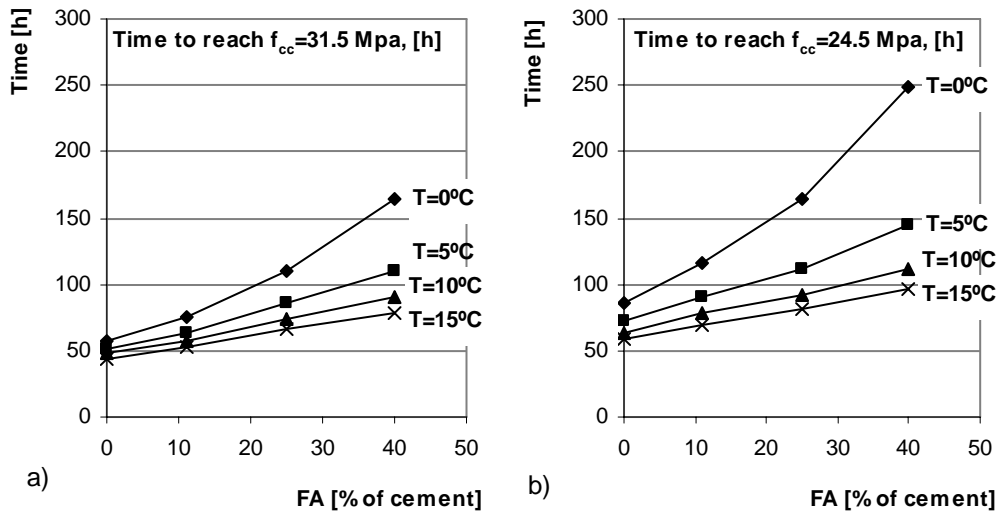 Time [h]
300
250
200
150
100
50
0
Time to reach fcc=31.5 Mpa, [h]
T=0ºC
T=5ºC
T=10ºC
T=15ºC
0 10 20 30 40 50
FA [% of cement]
a)
Time [h]
300
250
200
150
100
50
0
Time to reach fcc=24.5 Mpa, [h]
T=0ºC
T=5ºC
T=10ºC
T=15ºC
0 10 20 30 40 50
FA [% of cement]
b)